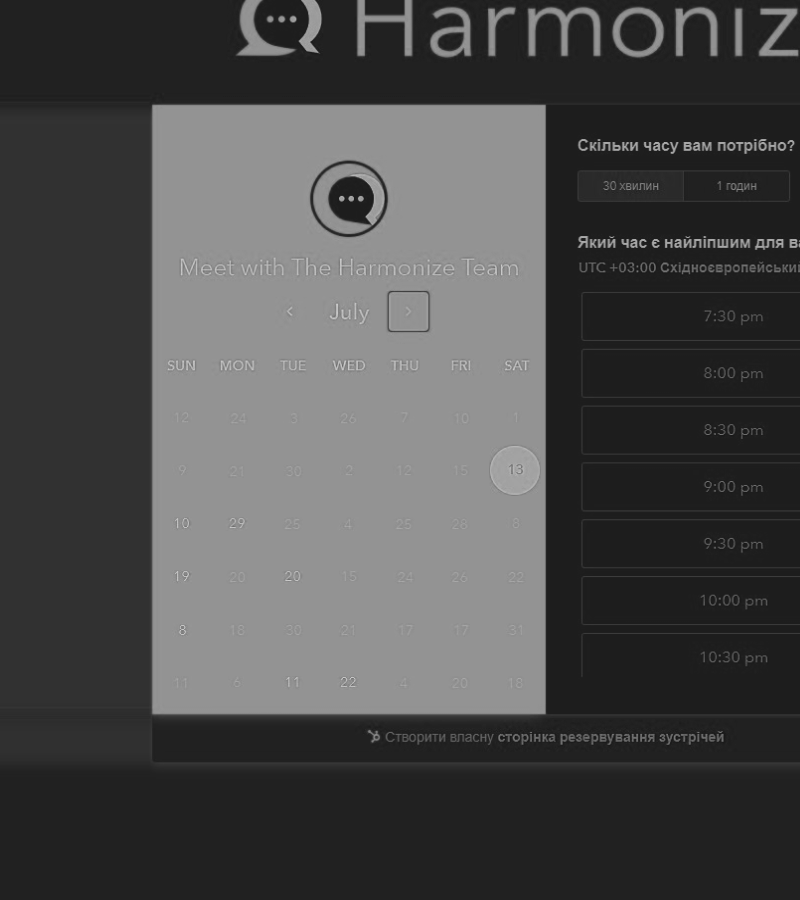 Harmoniz
Meet with The Harmonize Team
July
SUN MON TUE WED THU FRI SAT
12 24 3 26 7 10 1
9 21 30 2 12 15 13
10 29 25 4 25 28 8
19 20 20 15 24 26 22
8 18 30 21 17 17 31
11 6 11 22 4 20 18
Скільки часу вам потрібно?
30 хвилин 1 годин
Який час є найліпшим для ва
UTC +03:00 Східноєвропейський
7:30 pm
8:00 pm
8:30 pm
9:00 pm
9:30 pm
10:00 pm
10:30 pm
Створити власну сторінка резервування зустрічей